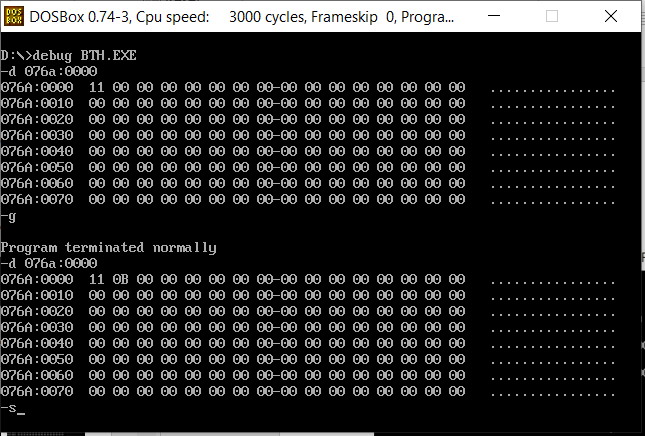 DOS BOX DOSBox 0.74-3, Cpu speed: 3000 cycles, Frameskip 0, Progra...
D:\>debug BTH.EXE
-d 076a:0000
076A:0000 11 00 00 00 00 00 00 00-00 00 00 00 00 00 00 00 ................
076A:0010 00 00 00 00 00 00 00 00-00 00 00 00 00 00 00 00 ................
076A:0020 00 00 00 00 00 00 00 00-00 00 00 00 00 00 00 00 ................
076A:0030 00 00 00 00 00 00 00 00-00 00 00 00 00 00 00 00 ................
076A:0040 00 00 00 00 00 00 00 00-00 00 00 00 00 00 00 00 ................
076A:0050 00 00 00 00 00 00 00 00-00 00 00 00 00 00 00 00 ................
076A:0060 00 00 00 00 00 00 00 00-00 00 00 00 00 00 00 00 ................
076A:0070 00 00 00 00 00 00 00 00-00 00 00 00 00 00 00 00 ................
-g
Program terminated normally
-d 076a:0000
076A:0000 11 0B 00 00 00 00 00 00-00 00 00 00 00 00 00 00 ................
076A:0010 00 00 00 00 00 00 00 00-00 00 00 00 00 00 00 00 ................
076A:0020 00 00 00 00 00 00 00 00-00 00 00 00 00 00 00 00 ................
076A:0030 00 00 00 00 00 00 00 00-00 00 00 00 00 00 00 00 ................
076A:0040 00 00 00 00 00 00 00 00-00 00 00 00 00 00 00 00 ................
076A:0050 00 00 00 00 00 00 00 00-00 00 00 00 00 00 00 00 ................
076A:0060 00 00 00 00 00 00 00 00-00 00 00 00 00 00 00 00 ................
076A:0070 00 00 00 00 00 00 00 00-00 00 00 00 00 00 00 00 ................
-s_